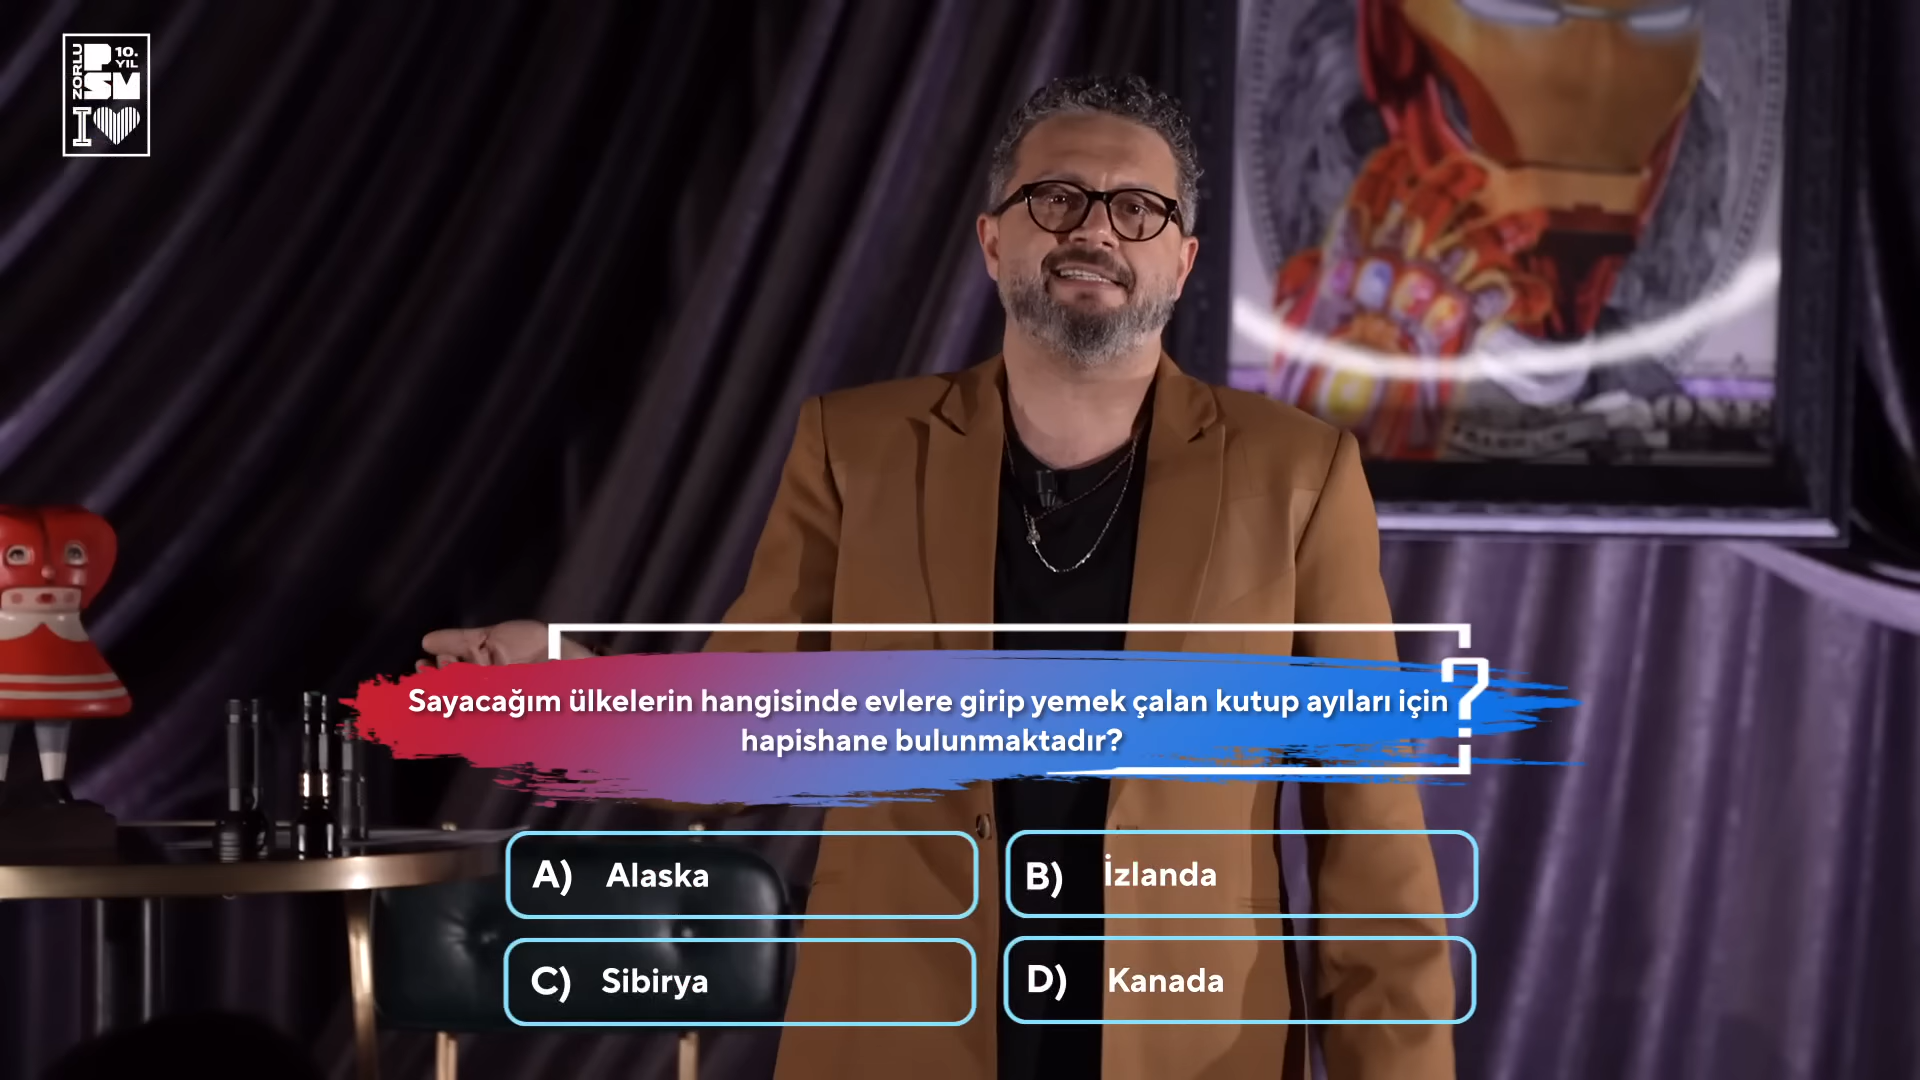 ZORLU
PSM
10.
YIL
I
Sayacağım ülkelerin hangisinde evlere girip yemek çalan kutup ayıları için
hapishane bulunmaktadır?
?
A) Alaska
B) İzlanda
C) Sibirya
D) Kanada
ONE